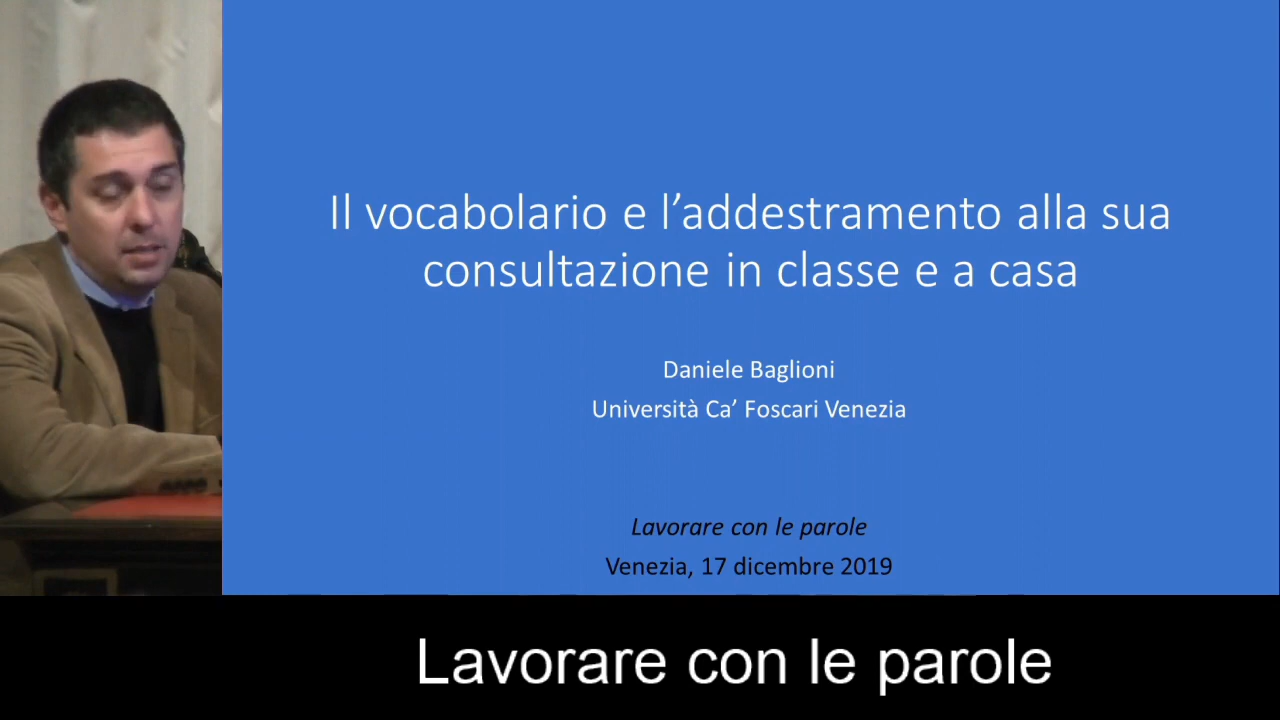 Il vocabolario e l’addestramento alla sua
consultazione in classe e a casa
Daniele Baglioni
Università Ca’ Foscari Venezia
Lavorare con le parole
Venezia, 17 dicembre 2019
Lavorare con le parole